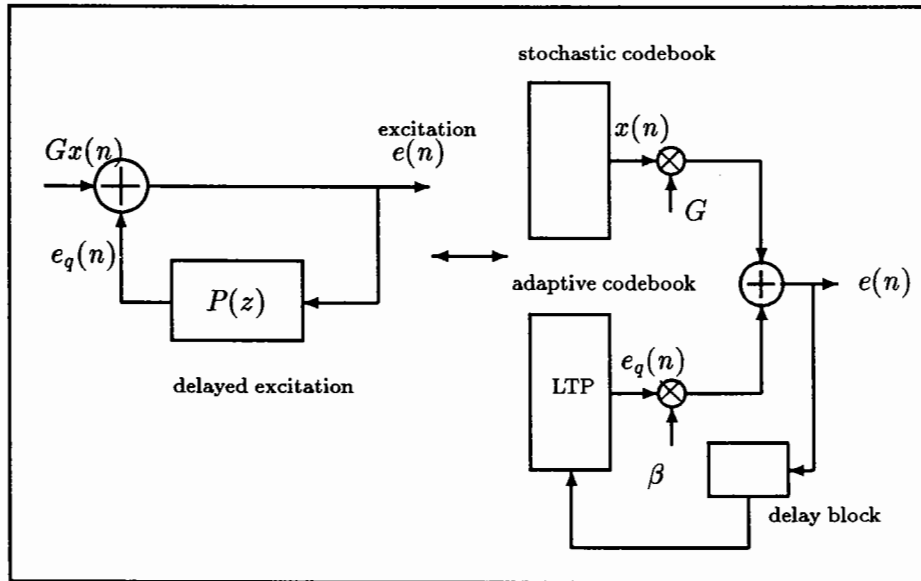 excitation
Gx(n)
e(n)
e_q(n)
P(z)
delayed excitation
stochastic codebook
x(n)
G
adaptive codebook
e(n)
LTP
e_q(n)
β
delay block